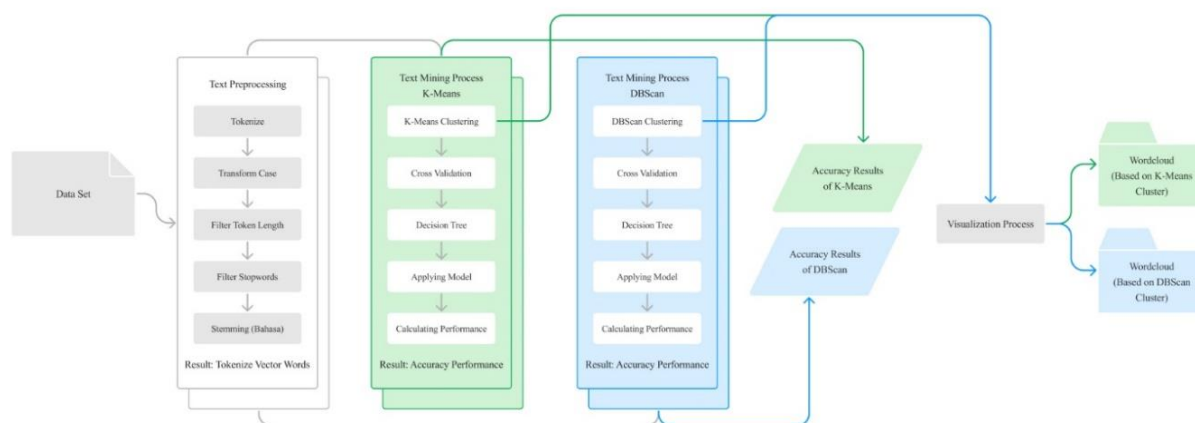 Data Set
Text Preprocessing
Tokenize
Transform Case
Filter Token Length
Filter Stopwords
Stemming (Bahasa)
Result: Tokenize Vector Words
Text Mining Process
K-Means
K-Means Clustering
Cross Validation
Decision Tree
Applying Model
Calculating Performance
Result: Accuracy Performance
Text Mining Process
DBScan
DBScan Clustering
Cross Validation
Decision Tree
Applying Model
Calculating Performance
Result: Accuracy Performance
Accuracy Results
of K-Means
Accuracy Results
of DBScan
Visualization Process
Wordcloud
(Based on K-Means
Cluster)
Wordcloud
(Based on DBScan
Cluster)